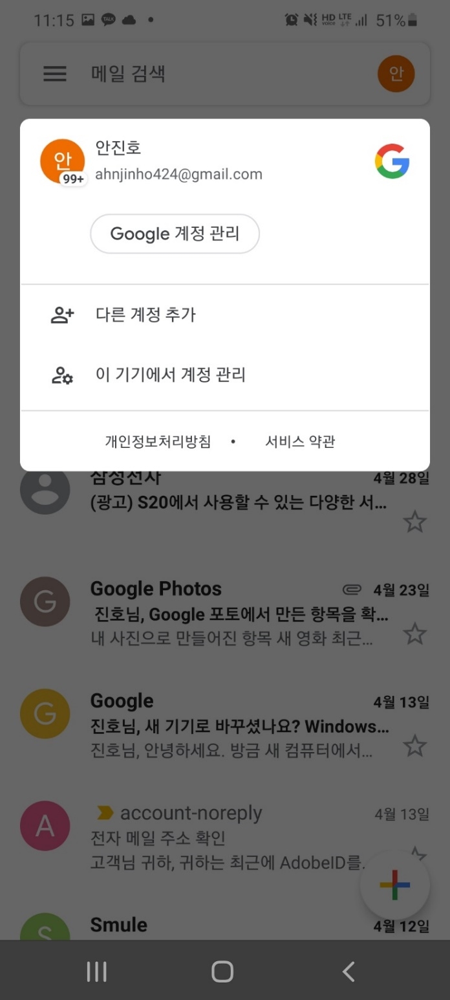 11:15 TALK HD voice LTE 51%
메일 검색
안
안
99+
안진호
ahnjinho424@gmail.com
G
Google 계정 관리
다른 계정 추가
이 기기에서 계정 관리
개인정보처리방침 • 서비스 약관
삼성전자 4월 28일
(광고) S20에서 사용할 수 있는 다양한 서...
G
Google Photos 4월 23일
진호님, Google 포토에서 만든 항목을 확...
내 사진으로 만들어진 항목 새 영화 최근...
G
Google 4월 13일
진호님, 새 기기로 바꾸셨나요? Windows...
진호님, 안녕하세요. 방금 새 컴퓨터에서...
A
account-noreply 4월 13일
전자 메일 주소 확인
고객님 귀하, 귀하는 최근에 AdobeID를.
S
Smule 4월 12일